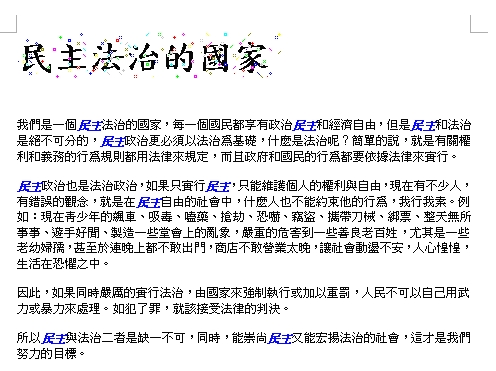 民主法治的國家
我們是一個民主法治的國家，每一個國民都享有政治民主和經濟自由，但是民主和法治
是絕不可分的，民主政治更必須以法治爲基礎，什麼是法治呢？簡單的說，就是有關權
利和義務的行爲規則都用法律來規定，而且政府和國民的行爲都要依據法律來實行。
民主政治也是法治政治，如果只實行民主，只能維護個人的權利與自由，現在有不少人，
有錯誤的觀念，就是在民主自由的社會中，什麼人也不能約束他的行爲，我行我素。例
如：現在青少年的飆車、吸毒、嗑藥、搶劫、恐嚇、竊盜、攜帶刀械、綁票、整天無所
事事、遊手好閒、製造一些堂會上的亂象，嚴重的危害到一些善良老百姓，尤其是一些
老幼婦孺，甚至於連晚上都不敢出門，商店不敢營業太晚，讓社會動盪不安，人心惶惶，
生活在恐懼之中。
因此，如果同時嚴厲的實行法治，由國家來強制執行或加以重罰，人民不可以自己用武
力或暴力來處理。如犯了罪，就該接受法律的判決。
所以民主與法治二者是缺一不可，同時，能崇尚民主又能宏揚法治的社會，這才是我們
努力的目標。